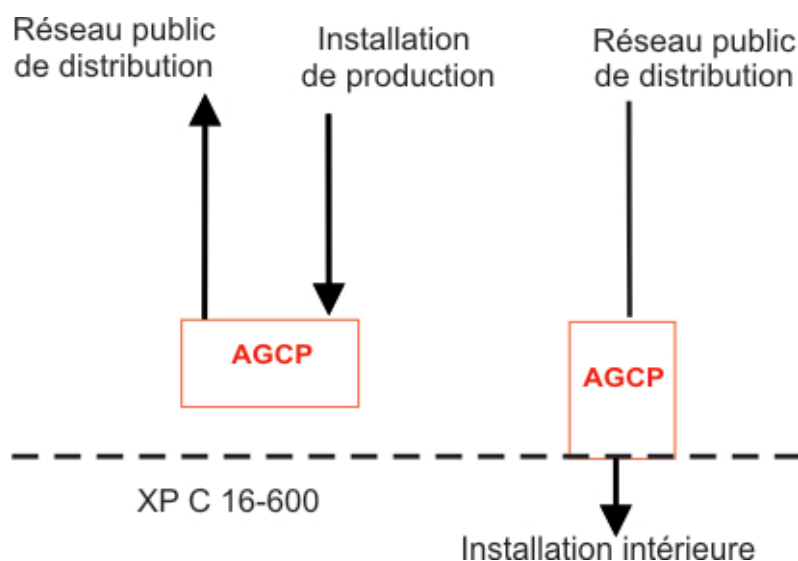 Réseau public
de distribution
Installation
de production
Réseau public
de distribution
AGCP
AGCP
XP C 16-600
Installation intérieure